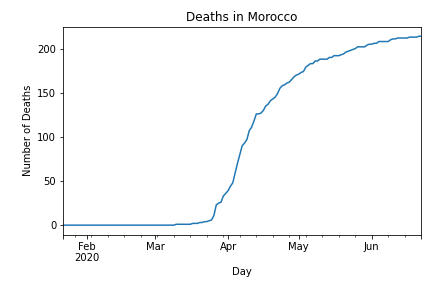 Deaths in Morocco
Number of Deaths
200
150
100
50
0
Feb
2020
Mar
Apr
May
Jun
Day